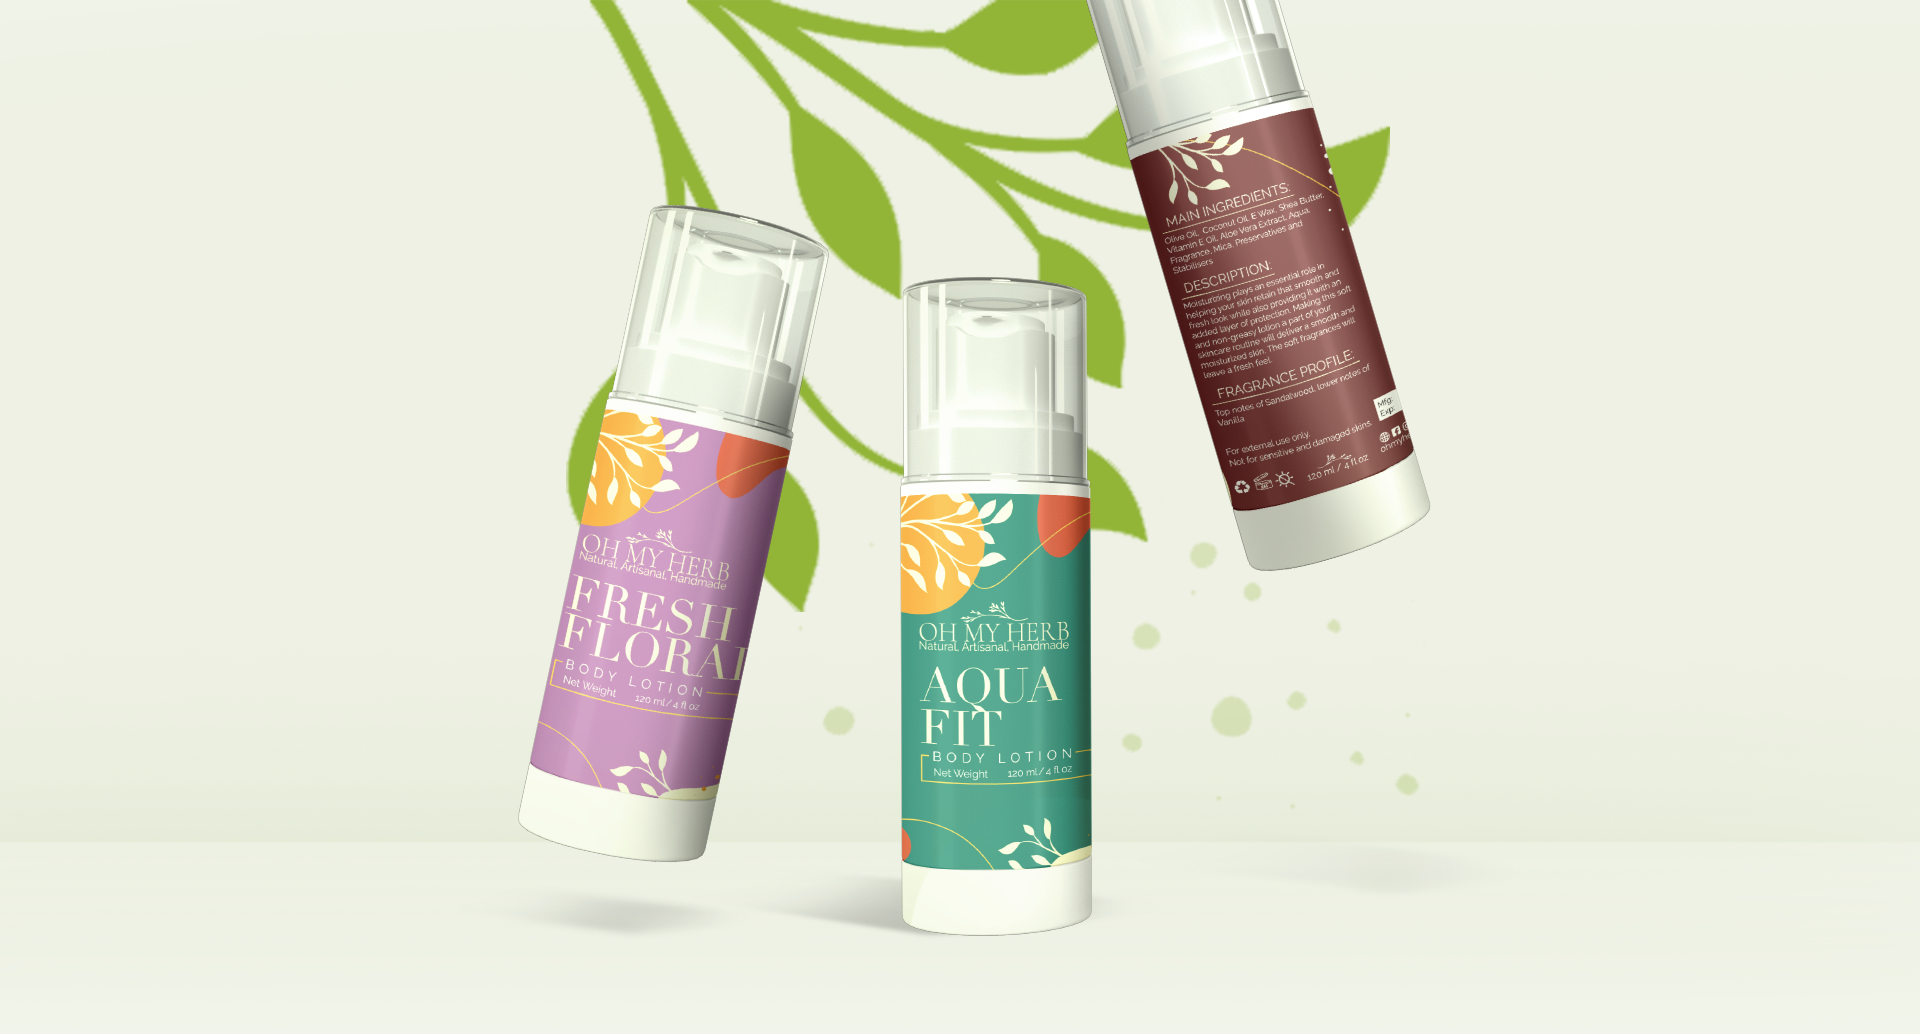 OH MY HERB
Natural, Artisanal, Handmade
FRESH
FLORAL
BODY LOTION
Net Weight 120 ml/4 fl oz
OH MY HERB
Natural, Artisanal, Handmade
AQUA
FIT
BODY LOTION
Net Weight 120 ml/4 fl oz
MAIN INGREDIENTS:
Olive Oil, Coconut Oil, E Wax, Shea Butter,
Vitamin E Oil, Aloe Vera Extract, Aqua,
Fragrance, Mica, Preservatives and
Stabilisers
DESCRIPTION:
Moisturizing plays an essential role in
helping your skin retain that smooth and
fresh look while also providing it with an
added layer of protection. Making this soft
and non-greasy lotion a part of your
skincare routine will deliver a smooth and
moisturized skin. The soft fragrances will
leave a fresh feel.
FRAGRANCE PROFILE:
Top notes of Sandalwood, lower notes of
Vanilla
Mfg:
Exp:
For external use only.
Not for sensitive and damaged skins.
120 ml / 4 fl oz